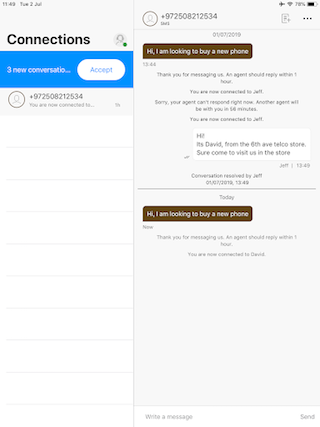 11:49 Tue 2 Jul
78%
Connections
3 new conversatio...
Accept
+972508212534
You are now connected to...
+972508212534
SMS
01/07/2019
Hi, I am looking to buy a new phone
13:44
Thank you for messaging us. An agent should reply within 1
hour.
You are now connected to Jeff.
Sorry, your agent can't respond right now. Another agent will
be with you in 56 minutes.
You are now connected to Jeff.
Hi!
Its David, from the 6th ave telco store.
Sure come to visit us in the store
Jeff | 13:49
Conversation resolved by Jeff
01/07/2019, 13:49
Today
Hi, I am looking to buy a new phone
Now
Thank you for messaging us. An agent should reply within 1
hour.
You are now connected to David.
Write a message
Send